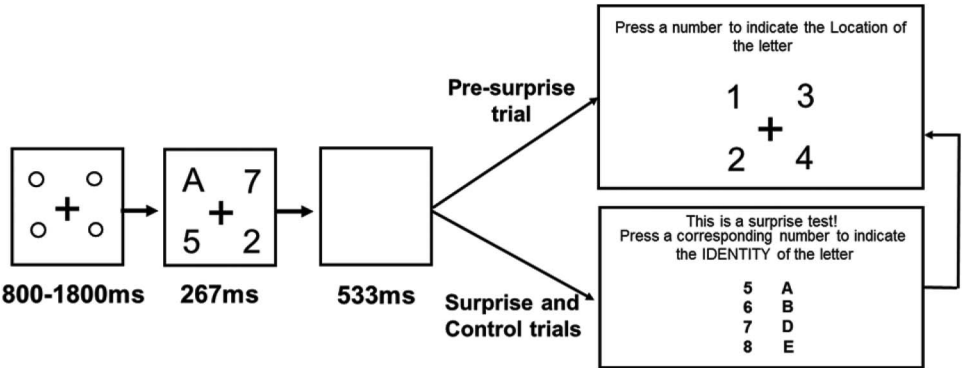 +
800-1800ms
A 7
+
5 2
267ms
533ms
Pre-surprise
trial
Surprise and
Control trials
Press a number to indicate the Location of
the letter
1 3
+
2 4
This is a surprise test!
Press a corresponding number to indicate
the IDENTITY of the letter
5 A
6 B
7 D
8 E